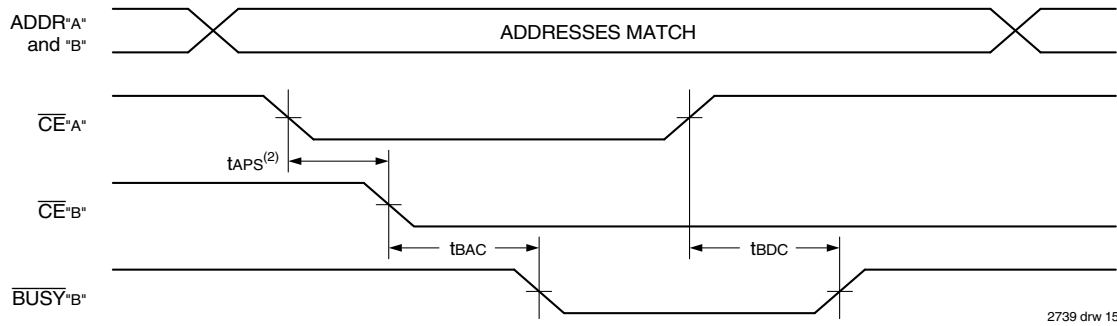 ADDR"A"
and "B"
ADDRESSES MATCH
CE"A"
tAPS(2)
CE"B"
tBAC
tBDC
BUSY"B"
2739 drw 15